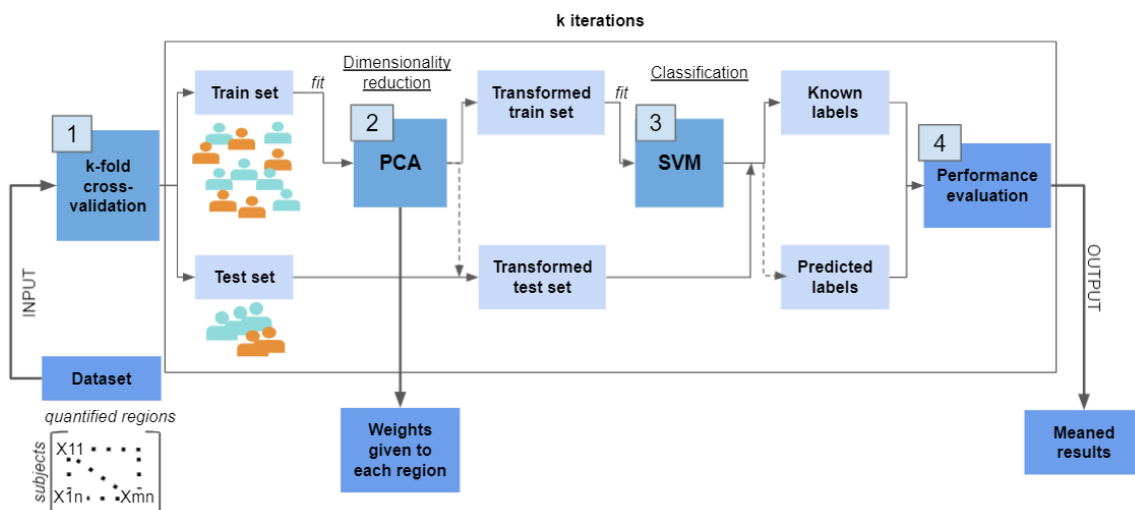 k iterations
1
k-fold
cross-
validation
Train set
fit
Dimensionality
reduction
2
PCA
Transformed
train set
fit
Classification
3
SVM
Known
labels
4
Performance
evaluation
Test set
Transformed
test set
Predicted
labels
INPUT
OUTPUT
Dataset
quantified regions
subjects
X11
X1n
Xmn
Weights
given to
each region
Meaned
results